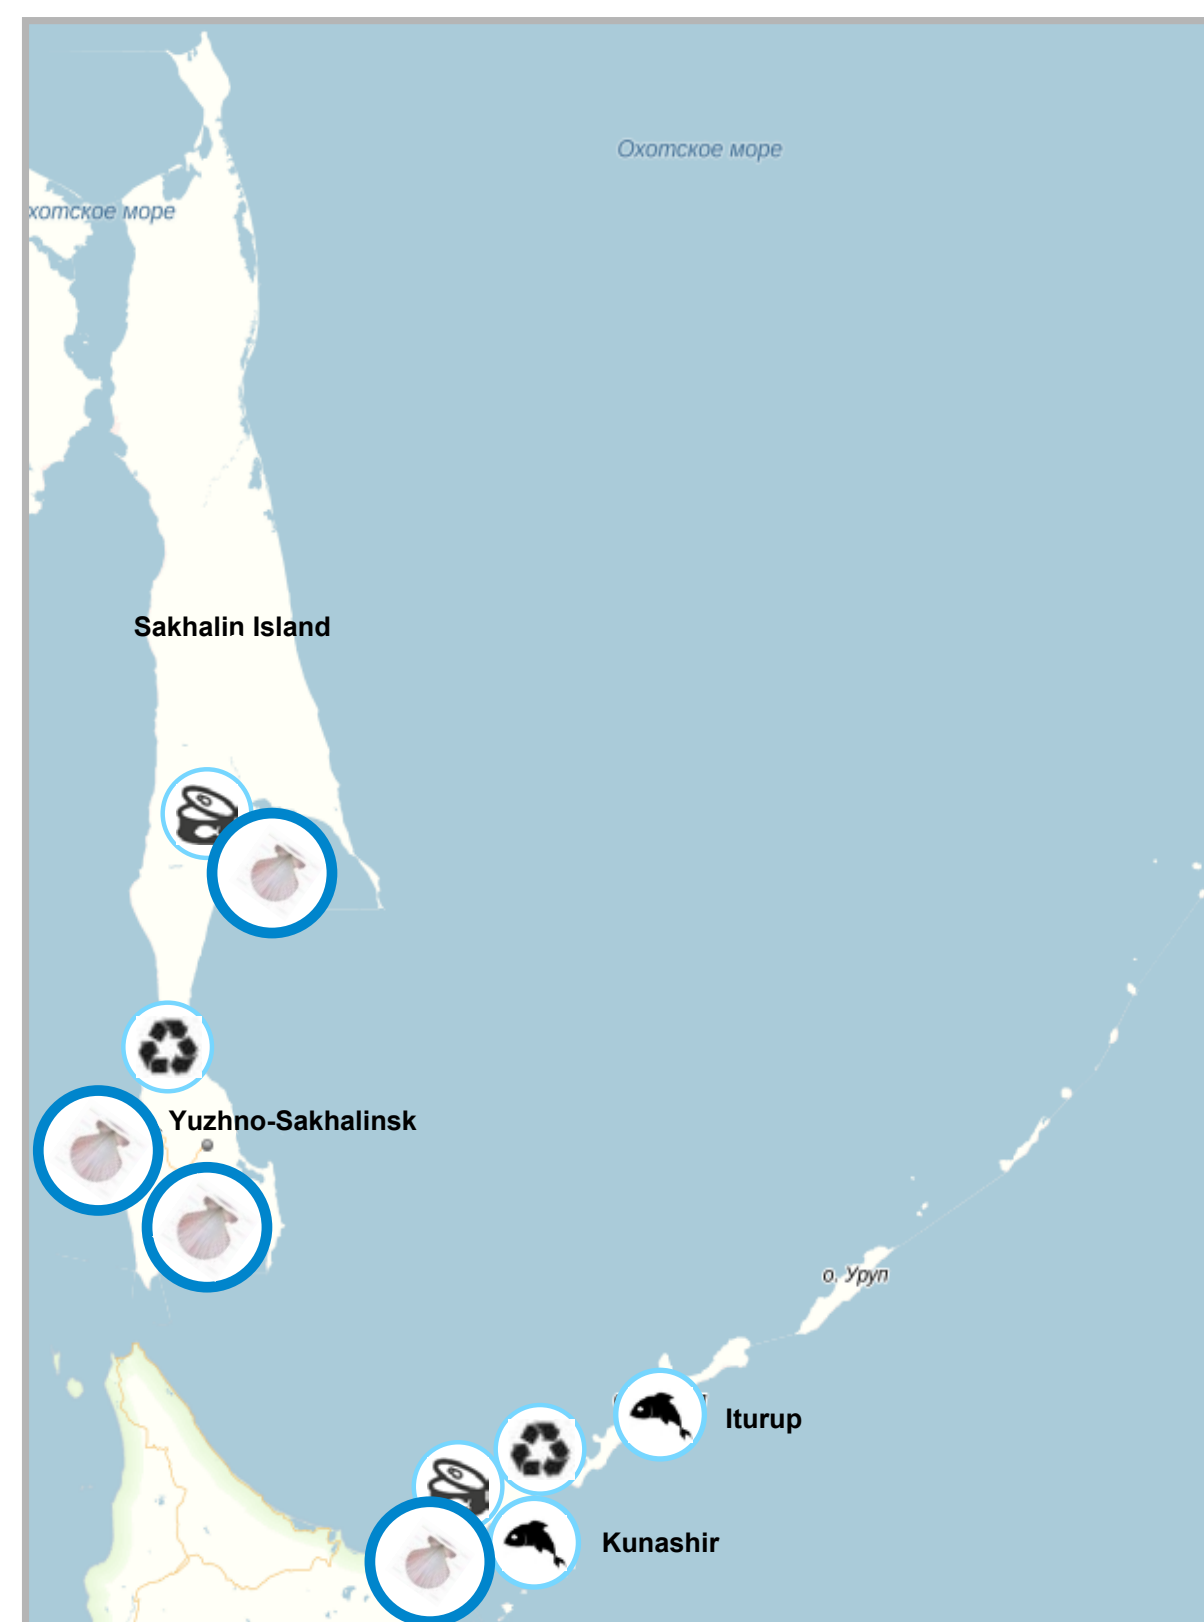 Охотское море
хотское море
Sakhalin Island
Yuzhno-Sakhalinsk
о. Уруп
Iturup
Kunashir